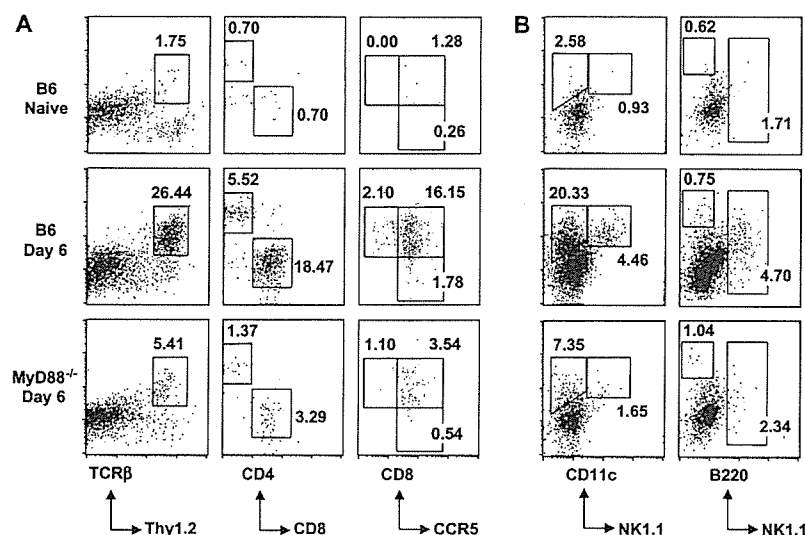 A
B
1.75
0.70
0.00 1.28
2.58
0.62
B6
Naive
0.70
0.26
0.93
1.71
26.44
5.52
2.10 16.15
20.33
0.75
B6
Day 6
18.47
1.78
4.46
4.70
5.41
1.37
1.10 3.54
7.35
1.04
MyD88-/-
Day 6
3.29
0.54
1.65
2.34
TCRβ
CD4
CD8
CD11c
B220
Thy1.2
CD8
CCR5
NK1.1
NK1.1